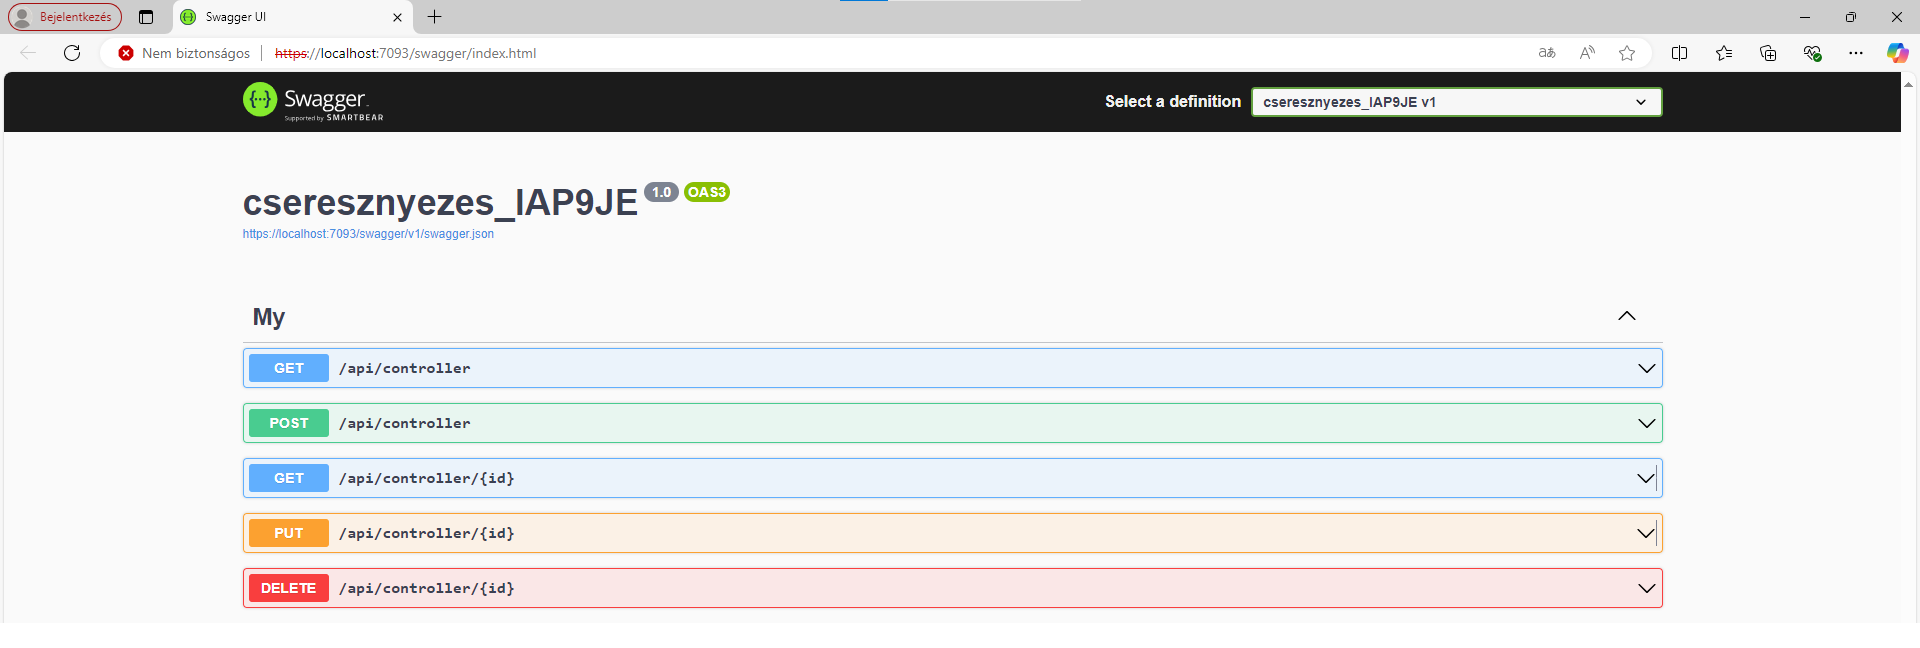 Bejelentkezés
Swagger UI
Nem biztonságos
https://localhost:7093/swagger/index.html
aあ
A
Swagger
Supported by SMARTBEAR
Select a definition
cseresznyezes_IAP9JE v1
cseresznyezes_IAP9JE 1.0 OAS3
https://localhost:7093/swagger/v1/swagger.json
My
GET /api/controller
POST /api/controller
GET /api/controller/{id}
PUT /api/controller/{id}
DELETE /api/controller/{id}